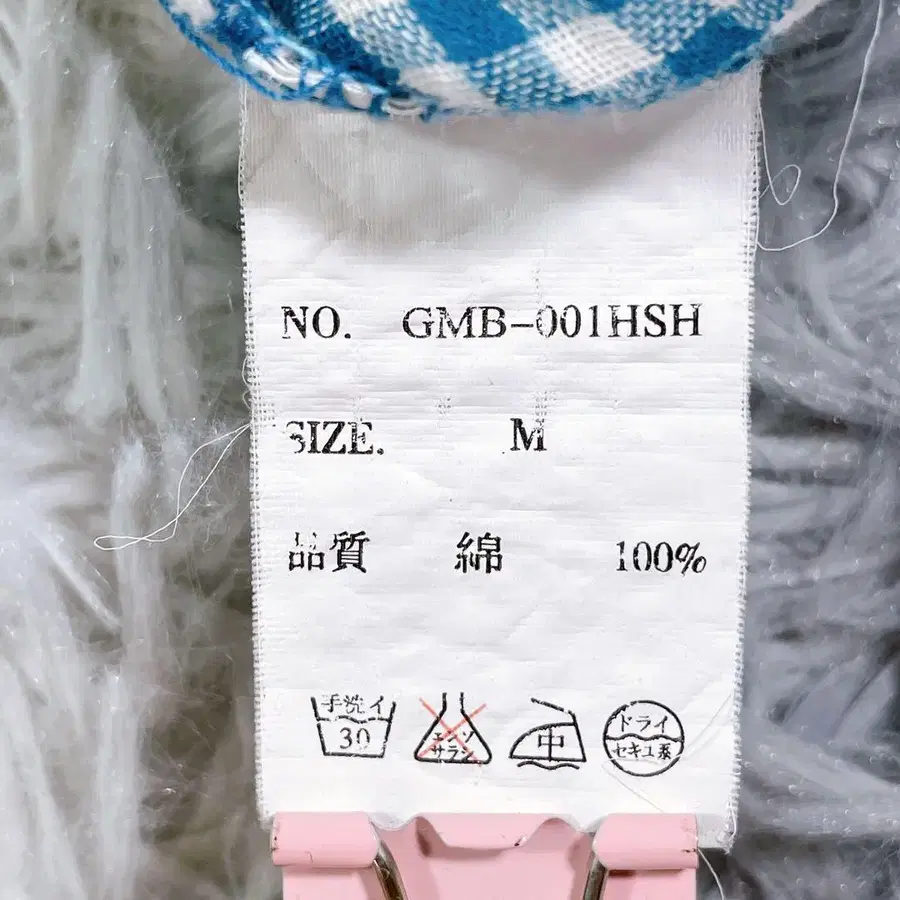 NO. GMB-001HSH
SIZE. M
品質 綿 100%
手洗イ
30
エンソ
サラシ
中
ドライ
セキユ系